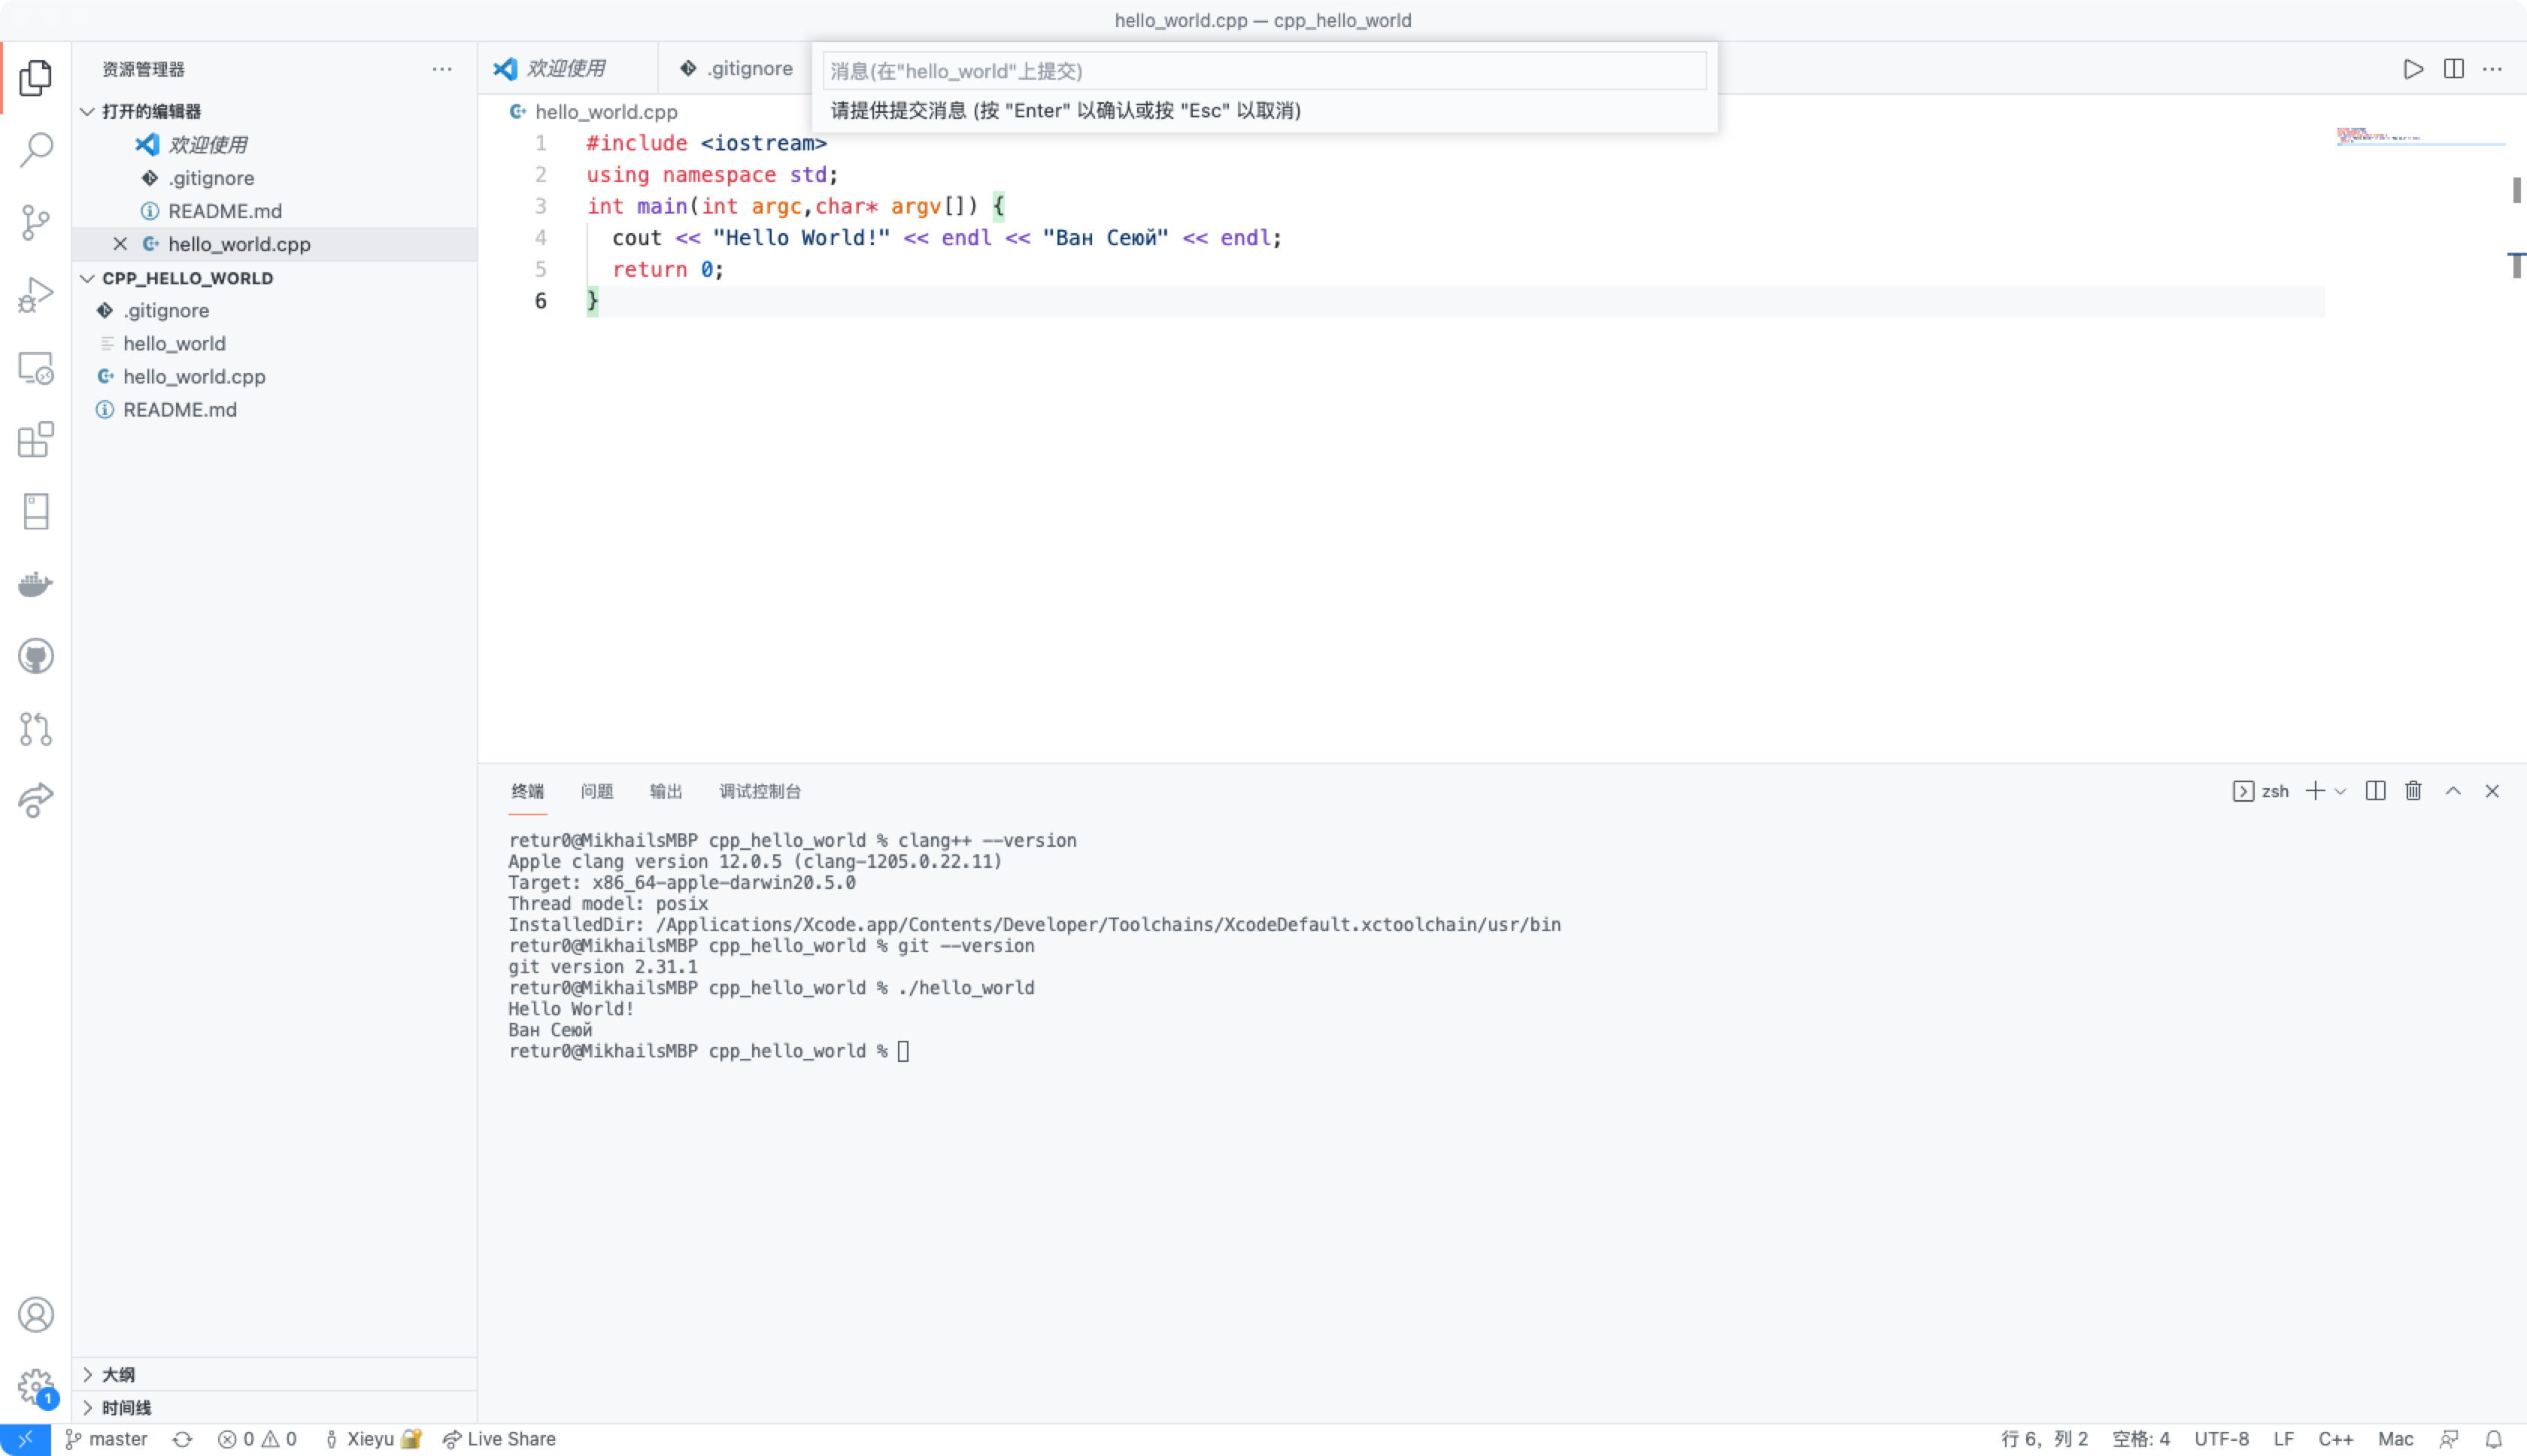 hello_world.cpp — cpp_hello_world
资源管理器
打开的编辑器
欢迎使用
.gitignore
README.md
hello_world.cpp
CPP_HELLO_WORLD
.gitignore
hello_world
hello_world.cpp
README.md
大纲
时间线
欢迎使用
.gitignore
消息(在"hello_world"上提交)
请提供提交消息 (按 "Enter" 以确认或按 "Esc" 以取消)
hello_world.cpp
1 #include <iostream>
2 using namespace std;
3 int main(int argc,char* argv[]) {
4 cout << "Hello World!" << endl << "Ван Сеюй" << endl;
5 return 0;
6 }
终端 问题 输出 调试控制台
zsh
retur0@MikhailsMBP cpp_hello_world % clang++ --version
Apple clang version 12.0.5 (clang-1205.0.22.11)
Target: x86_64-apple-darwin20.5.0
Thread model: posix
InstalledDir: /Applications/Xcode.app/Contents/Developer/Toolchains/XcodeDefault.xctoolchain/usr/bin
retur0@MikhailsMBP cpp_hello_world % git --version
git version 2.31.1
retur0@MikhailsMBP cpp_hello_world % ./hello_world
Hello World!
Ван Сеюй
retur0@MikhailsMBP cpp_hello_world %
1
master 0 0 Xieyu Live Share
行 6，列 2 空格: 4 UTF-8 LF C++ Mac